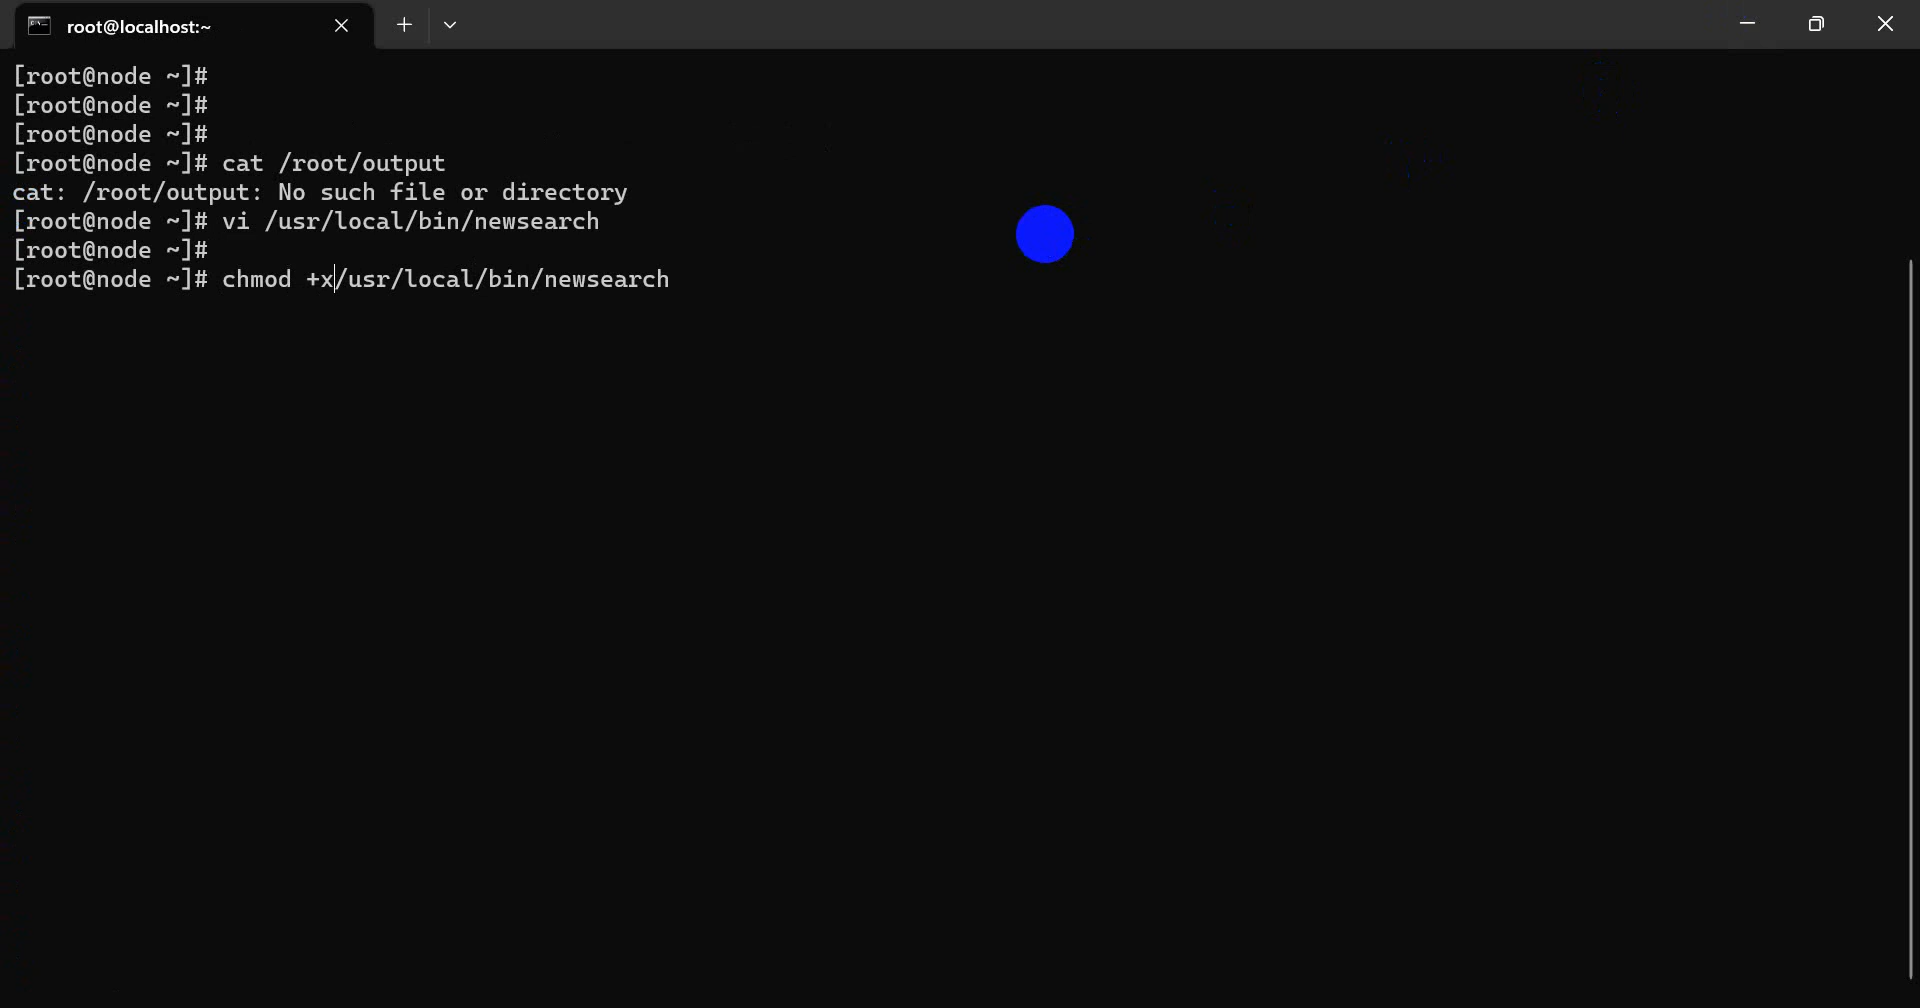 root@localhost:~
[root@node ~]#
[root@node ~]#
[root@node ~]#
[root@node ~]# cat /root/output
cat: /root/output: No such file or directory
[root@node ~]# vi /usr/local/bin/newsearch
[root@node ~]#
[root@node ~]# chmod +x/usr/local/bin/newsearch